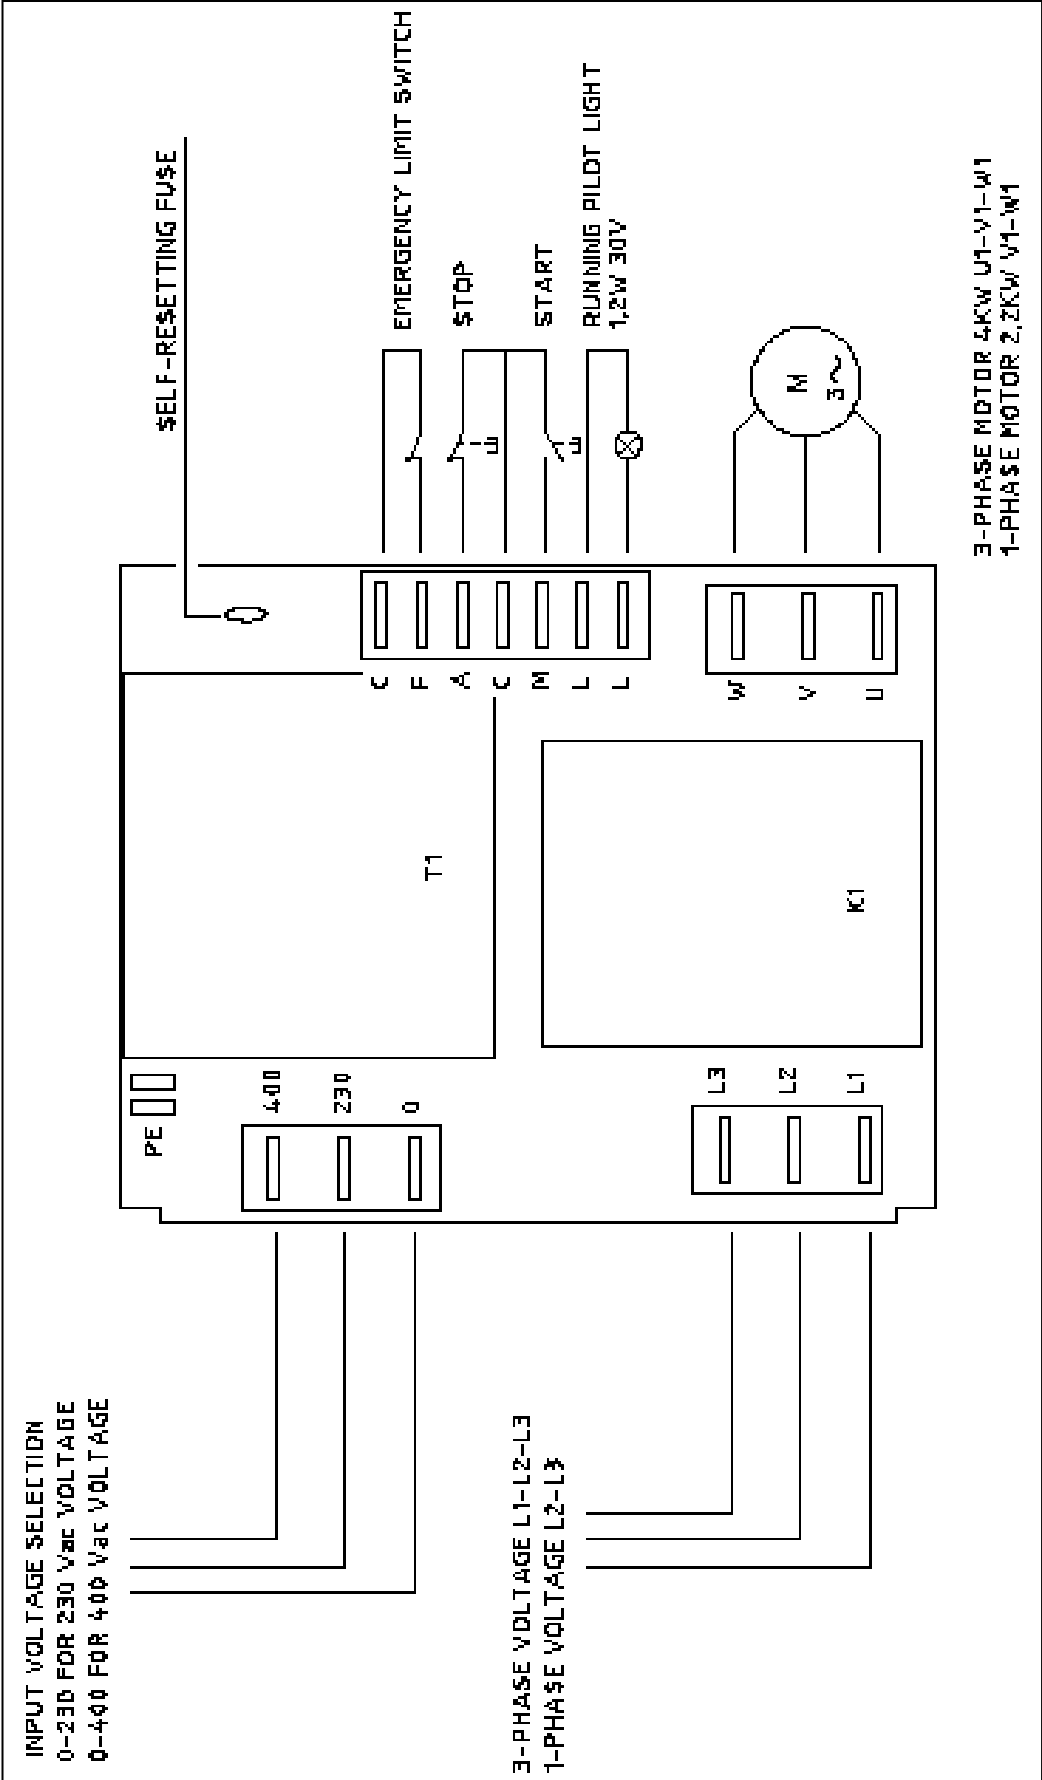 INPUT VOLTAGE SELECTION
0-230 FOR 230 Vac VOLTAGE
0-400 FOR 400 Vac VOLTAGE
3-PHASE VOLTAGE L1-L2-L3
1-PHASE VOLTAGE L2-L3
PE
400
230
0
L3
L2
L1
T1
K1
C
F
A
C
M
L
L
W
V
U
SELF-RESETTING FUSE
EMERGENCY LIMIT SWITCH
STOP
START
RUNNING PILOT LIGHT
1,2W 30V
M
3~
3-PHASE MOTOR 4KW U1-V1-W1
1-PHASE MOTOR 2,2KW V1-W1